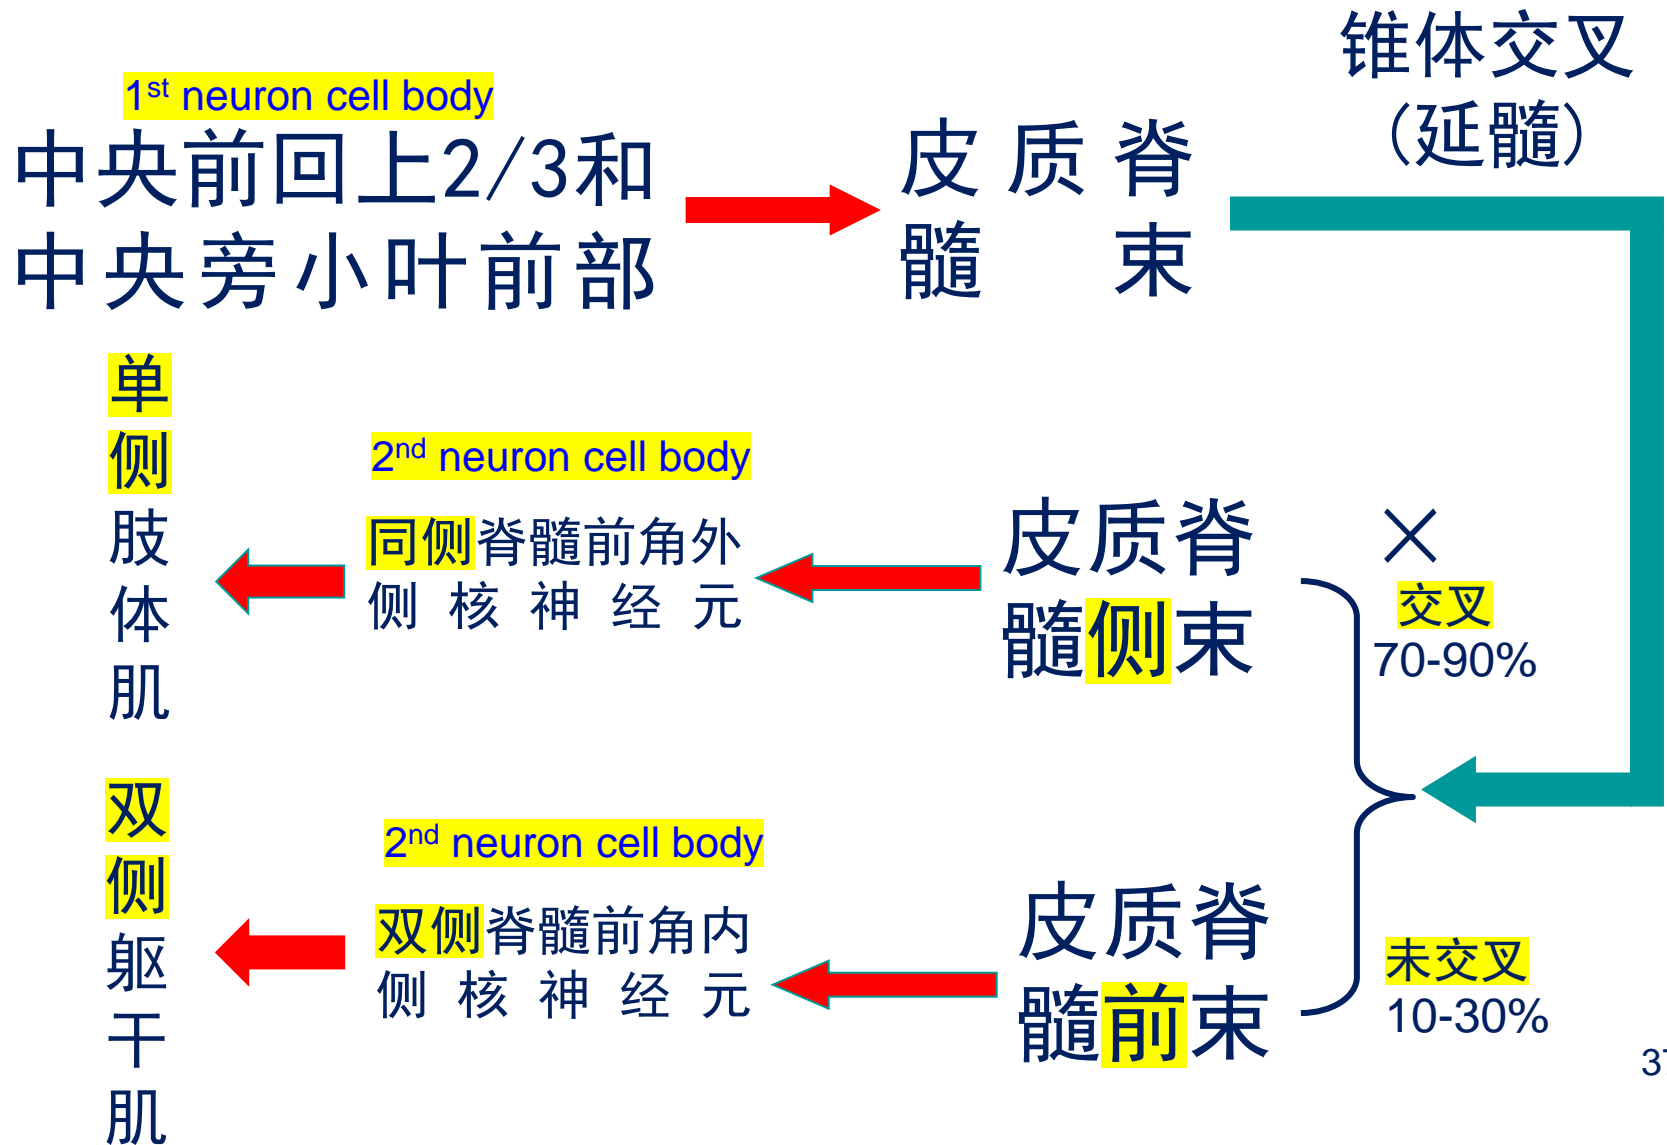 1st neuron cell body
中央前回上2/3和
中央旁小叶前部
皮质脊
髓束
锥体交叉
(延髓)
单侧肢体肌
2nd neuron cell body
同侧脊髓前角外
侧核神经元
皮质脊
髓侧束
×
交叉
70-90%
双侧躯干肌
2nd neuron cell body
双侧脊髓前角内
侧核神经元
皮质脊
髓前束
未交叉
10-30%
37